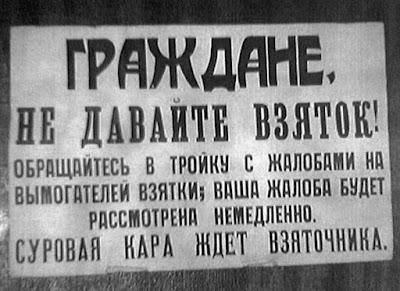 ГРАЖДАНЕ,
НЕ ДАВАЙТЕ ВЗЯТОК!
ОБРАЩАЙТЕСЬ В ТРОЙКУ С ЖАЛОБАМИ НА
ВЫМОГАТЕЛЕЙ ВЗЯТКИ; ВАША ЖАЛОБА БУДЕТ
РАССМОТРЕНА НЕМЕДЛЕННО.
СУРОВАЯ КАРА ЖДЕТ ВЗЯТОЧНИКА.